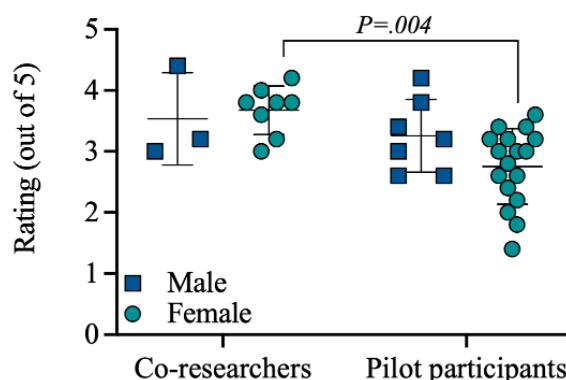 P=.004
Rating (out of 5)
5
4
3
2
1
0
Male
Female
Co-researchers
Pilot participants